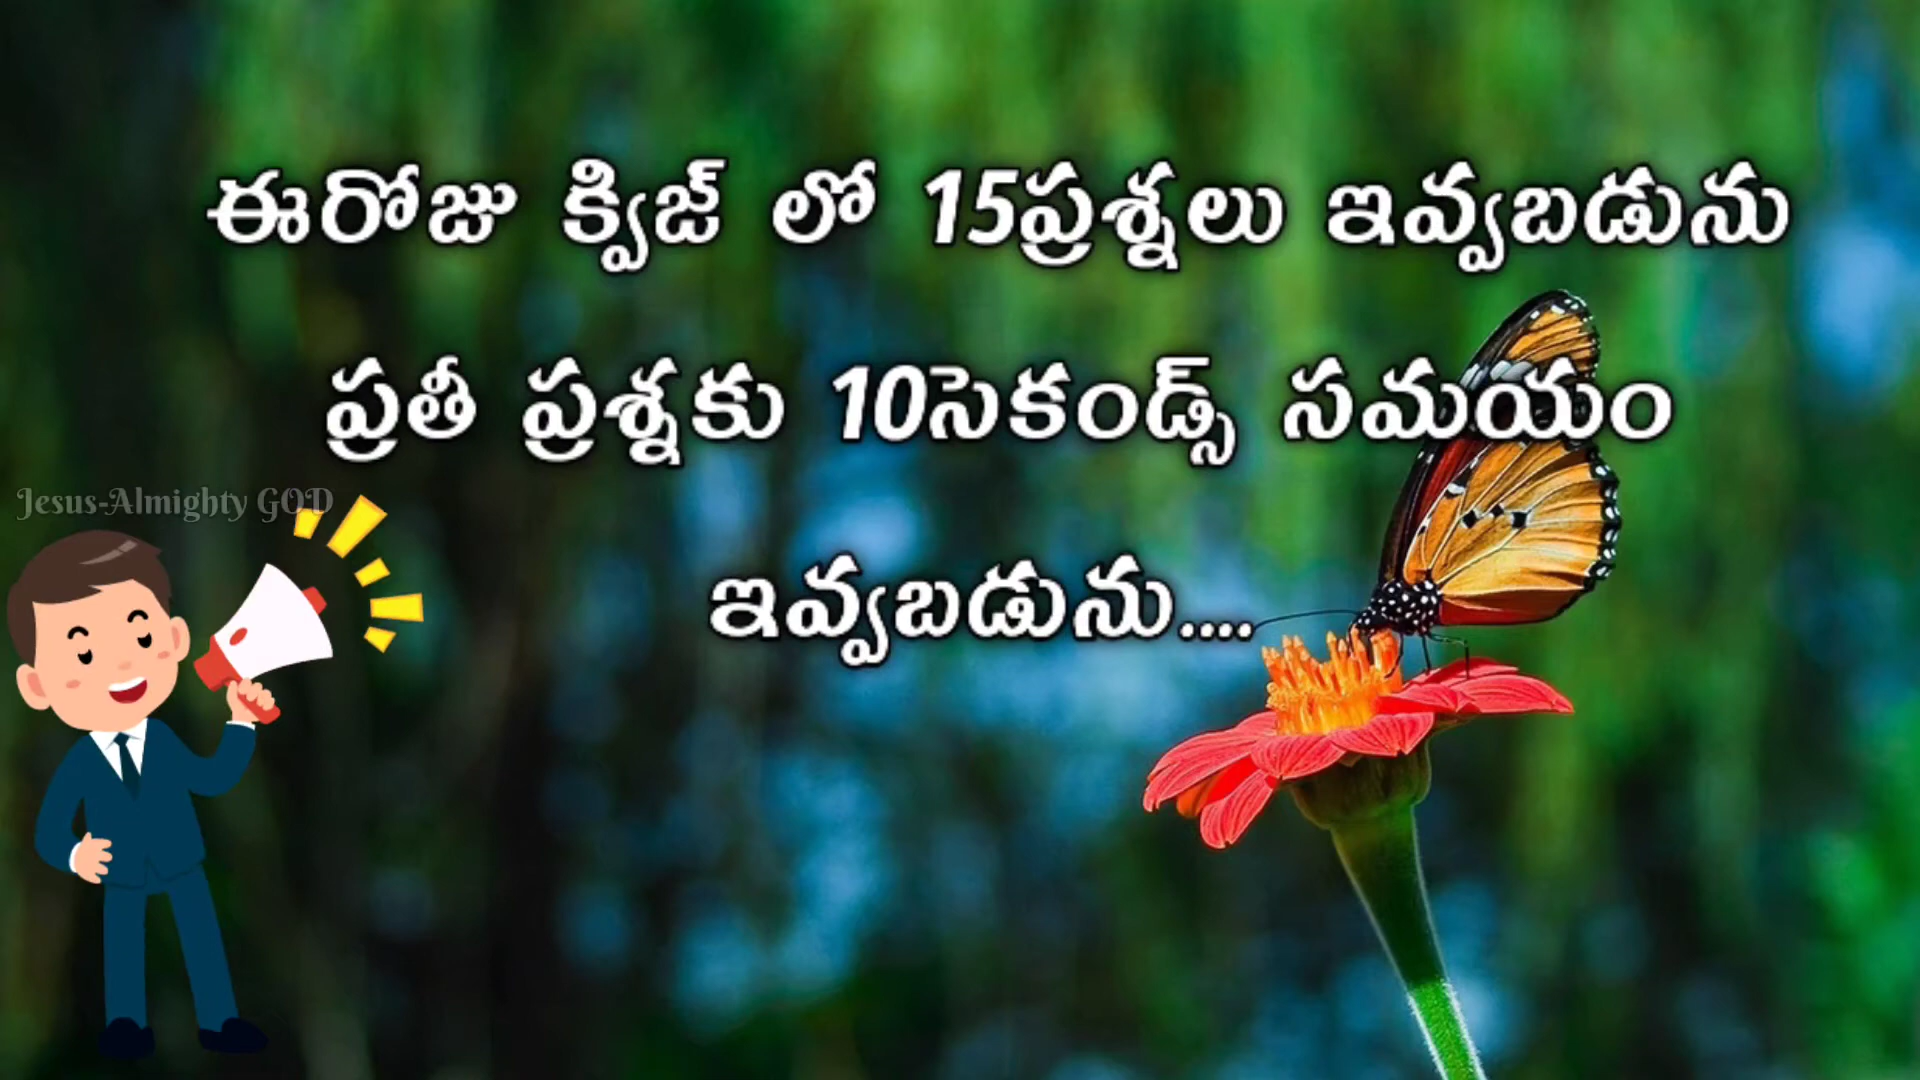 ఈరోజు క్విజ్ లో 15ప్రశ్నలు ఇవ్వబడును
ప్రతీ ప్రశ్నకు 10సెకండ్స్ సమయం
ఇవ్వబడును....
Jesus-Almighty GOD